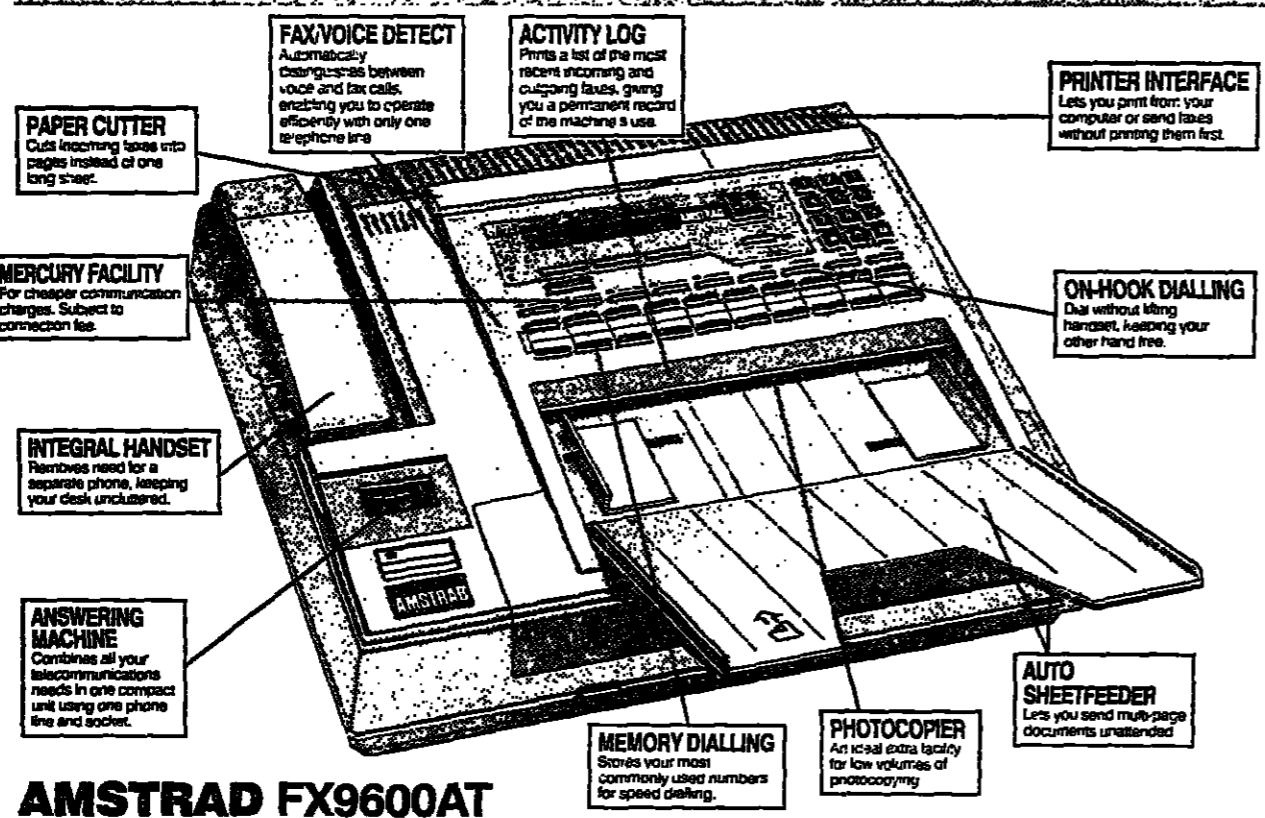 FAX/VOICE DETECT
Automatically
distinguishes between
voice and fax calls,
enabling you to operate
efficiently with only one
telephone line
ACTIVITY LOG
Prints a list of the most
recent incoming and
outgoing faxes, giving
you a permanent record
of the machine's use.
PRINTER INTERFACE
Lets you print from your
computer or send faxes
without printing them first.
PAPER CUTTER
Cuts incoming faxes into
pages instead of one
long sheet.
MERCURY FACILITY
For cheaper communication
charges. Subject to
connection fee.
ON-HOOK DIALLING
Dial without lifting
handset, keeping your
other hand free.
INTEGRAL HANDSET
Removes need for a
separate phone, keeping
your desk uncluttered.
AMSTRAD
ANSWERING
MACHINE
Combines all your
telecommunications
needs in one compact
unit using one phone
line and socket.
AUTO
SHEETFEEDER
Lets you send multi-page
documents unattended
MEMORY DIALLING
Stores your most
commonly used numbers
for speed dialling.
PHOTOCOPIER
An ideal extra facility
for low volumes of
photocopying
AMSTRAD FX9600AT